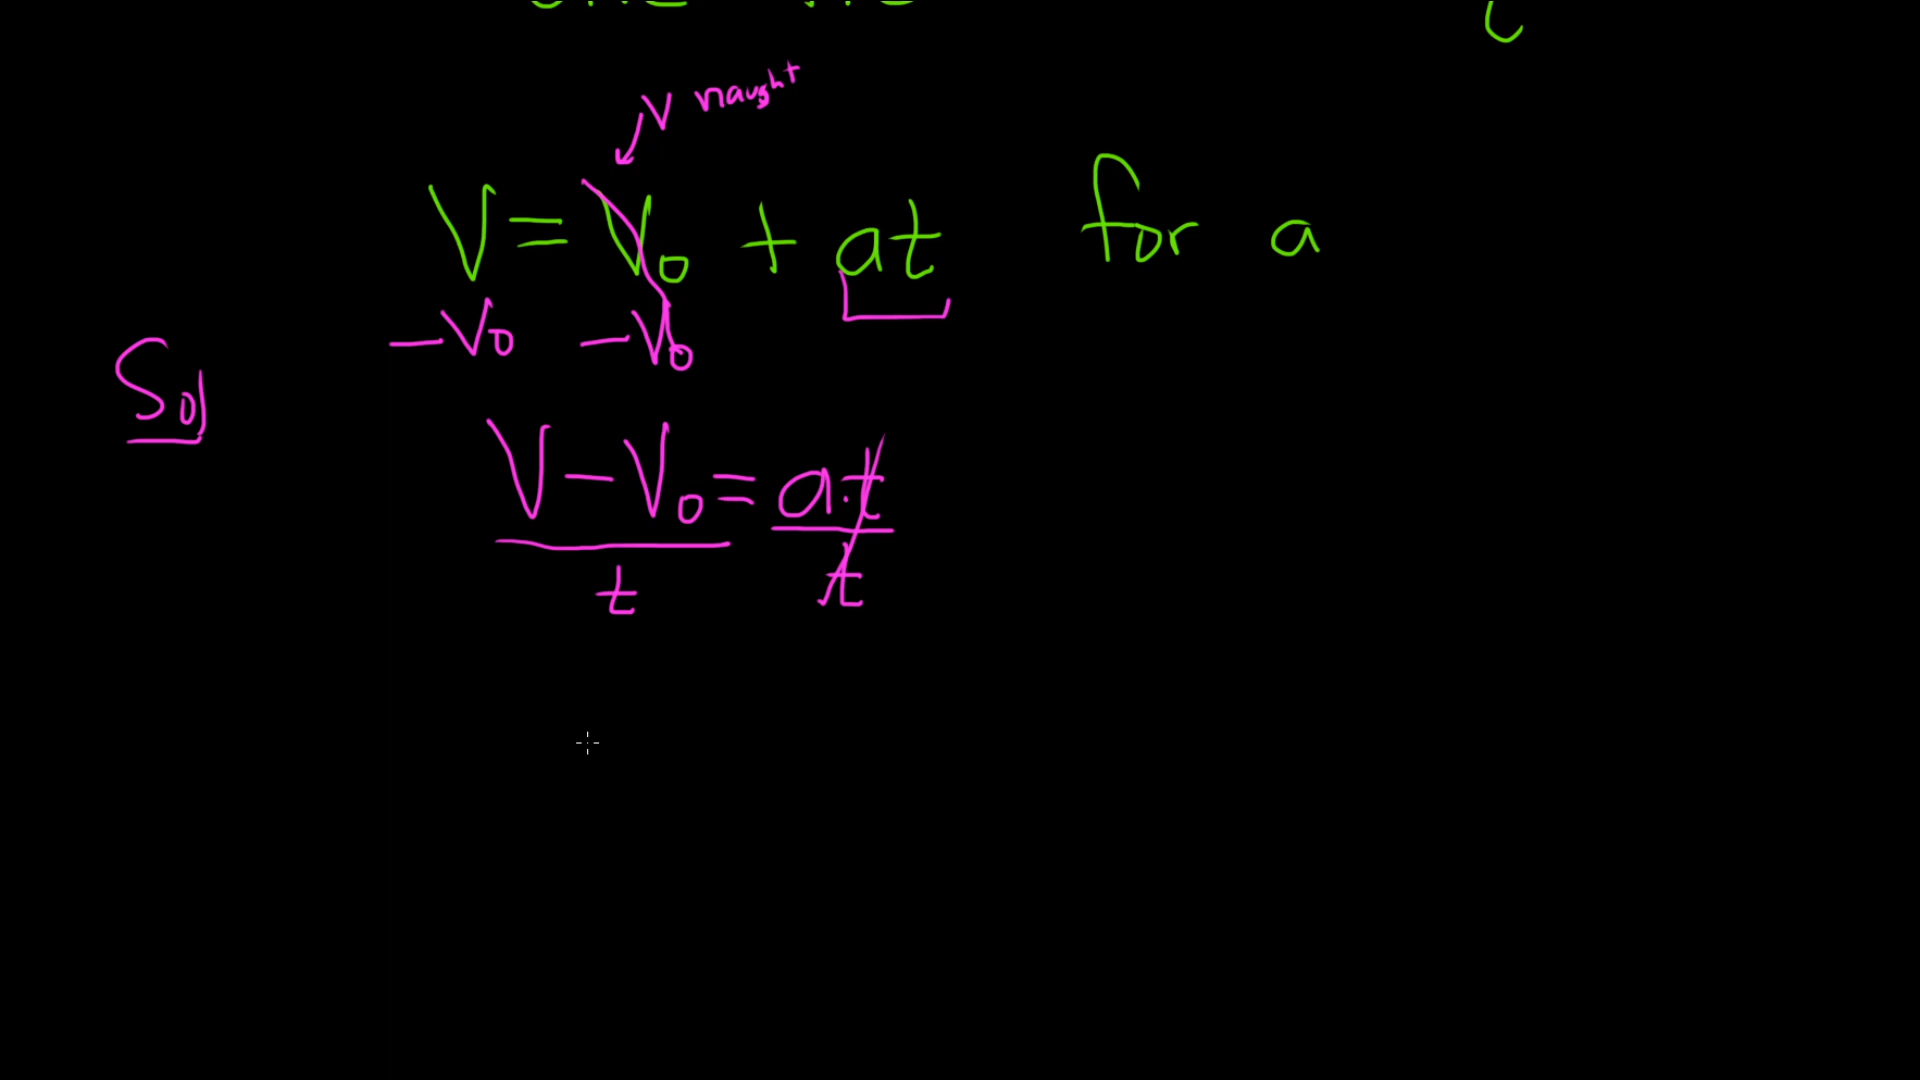 V naught
V = V₀ + at for a
-V₀ -V₀
Sol
V - V₀ = a·t
t t